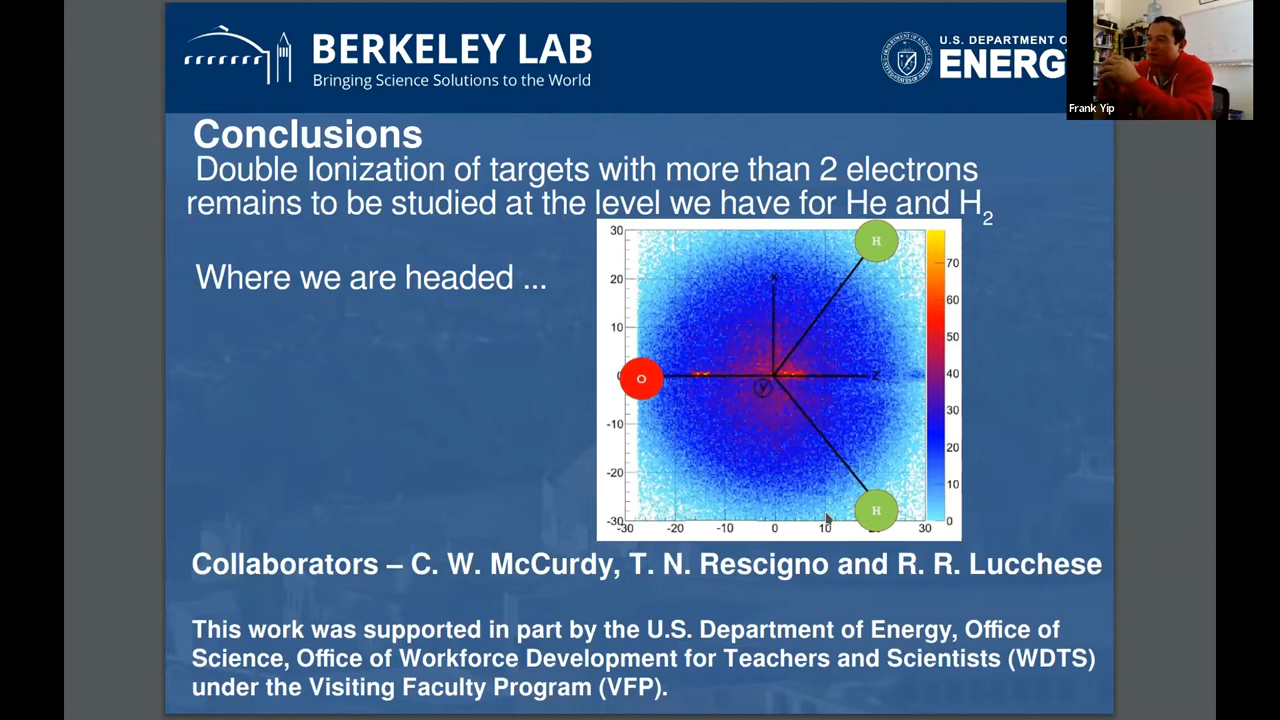 BERKELEY LAB
Bringing Science Solutions to the World
U.S. DEPARTMENT O
ENERG
Frank Yip
Conclusions
Double Ionization of targets with more than 2 electrons
remains to be studied at the level we have for He and H2
Where we are headed ...
30
20
10
0
-10
-20
-30
-30
-20
-10
0
10
20
30
70
60
50
40
30
20
10
0
H
O
H
x
y
z
Collaborators – C. W. McCurdy, T. N. Rescigno and R. R. Lucchese
This work was supported in part by the U.S. Department of Energy, Office of
Science, Office of Workforce Development for Teachers and Scientists (WDTS)
under the Visiting Faculty Program (VFP).